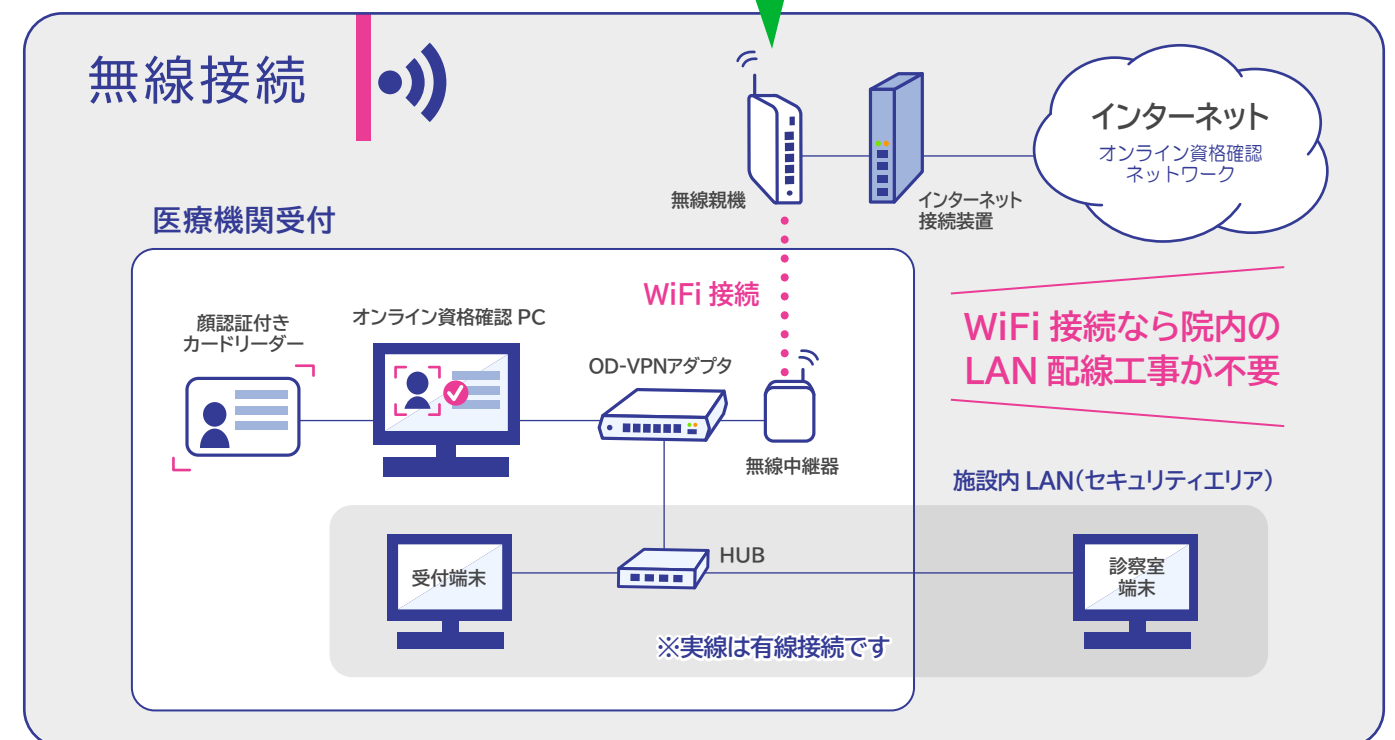 無線接続
インターネット
オンライン資格確認
ネットワーク
無線親機
インターネット
接続装置
医療機関受付
WiFi 接続
WiFi 接続なら院内の
LAN 配線工事が不要
顔認証付き
カードリーダー
オンライン資格確認 PC
OD-VPNアダプタ
無線中継器
施設内 LAN（セキュリティエリア）
受付端末
HUB
診察室
端末
※実線は有線接続です